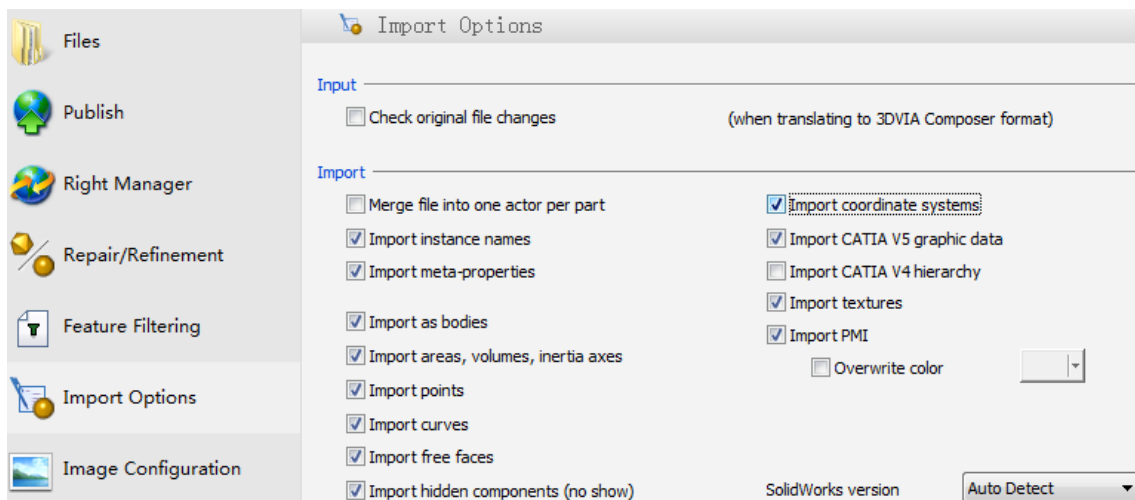 Files
Publish
Right Manager
Repair/Refinement
Feature Filtering
Import Options
Image Configuration
Import Options
Input
Check original file changes (when translating to 3DVIA Composer format)
Import
Merge file into one actor per part
Import instance names
Import meta-properties
Import as bodies
Import areas, volumes, inertia axes
Import points
Import curves
Import free faces
Import hidden components (no show)
Import coordinate systems
Import CATIA V5 graphic data
Import CATIA V4 hierarchy
Import textures
Import PMI
Overwrite color
SolidWorks version Auto Detect